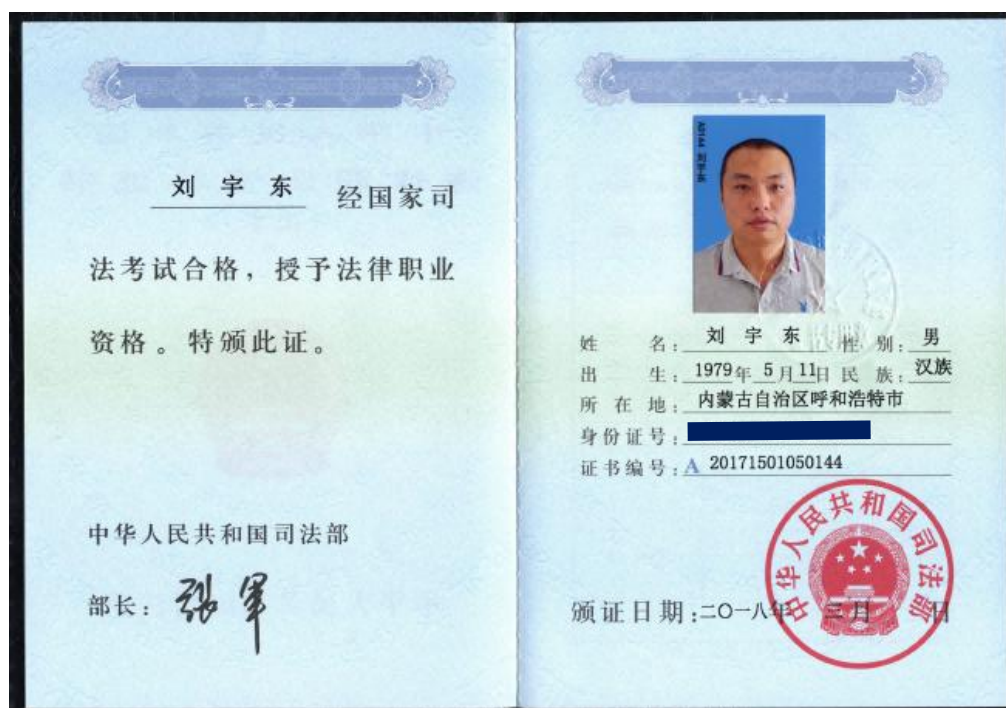 刘宇东 经国家司
法考试合格，授予法律职业
资格。特颁此证。
中华人民共和国司法部
部长：张军
A0144 刘宇东
姓名：刘宇东 性别：男
出生：1979年5月11日 民族：汉族
所在地：内蒙古自治区呼和浩特市
身份证号：
证书编号：A 20171501050144
中华人民共和国司法部
颁证日期：二〇一八年 三月 日